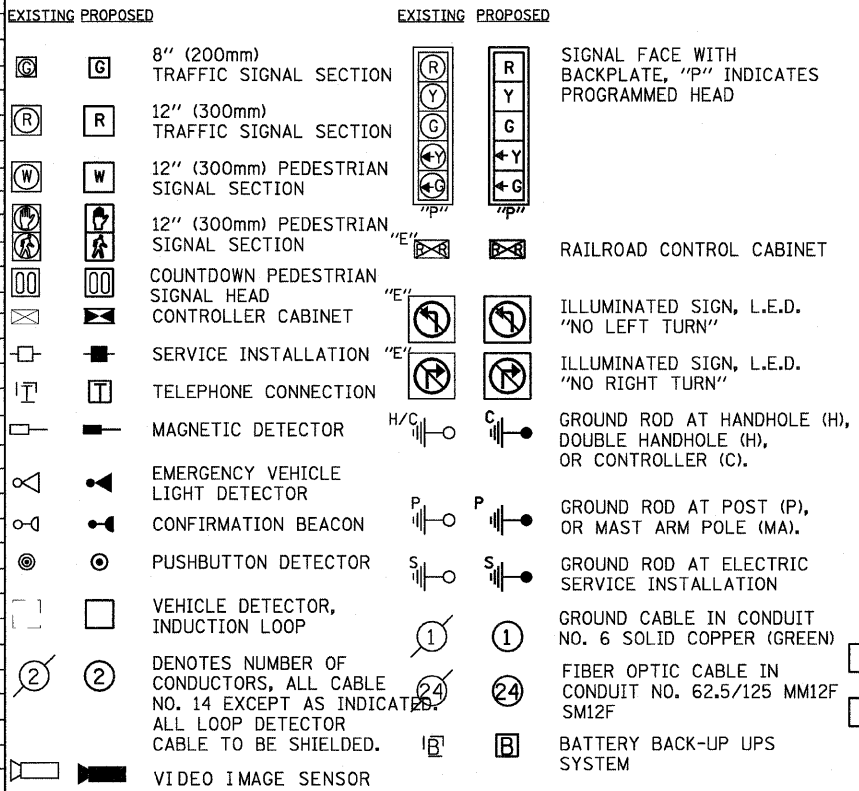 EXISTING PROPOSED
G G 8" (200mm)
TRAFFIC SIGNAL SECTION
R R 12" (300mm)
TRAFFIC SIGNAL SECTION
W W 12" (300mm) PEDESTRIAN
SIGNAL SECTION
12" (300mm) PEDESTRIAN
SIGNAL SECTION
00 00 COUNTDOWN PEDESTRIAN
SIGNAL HEAD
CONTROLLER CABINET
SERVICE INSTALLATION
T T TELEPHONE CONNECTION
MAGNETIC DETECTOR
EMERGENCY VEHICLE
LIGHT DETECTOR
CONFIRMATION BEACON
PUSHBUTTON DETECTOR
VEHICLE DETECTOR,
INDUCTION LOOP
2 2 DENOTES NUMBER OF
CONDUCTORS, ALL CABLE
NO. 14 EXCEPT AS INDICATED.
ALL LOOP DETECTOR
CABLE TO BE SHIELDED.
VIDEO IMAGE SENSOR
EXISTING PROPOSED
R R SIGNAL FACE WITH
Y Y BACKPLATE, "P" INDICATES
G G PROGRAMMED HEAD
←Y ←Y
←G ←G
"P" "P"
"E" RR RR RAILROAD CONTROL CABINET
"E" ILLUMINATED SIGN, L.E.D.
"NO LEFT TURN"
"E" ILLUMINATED SIGN, L.E.D.
"NO RIGHT TURN"
H/C C GROUND ROD AT HANDHOLE (H),
DOUBLE HANDHOLE (H),
OR CONTROLLER (C).
P P GROUND ROD AT POST (P),
OR MAST ARM POLE (MA).
S S GROUND ROD AT ELECTRIC
SERVICE INSTALLATION
1 1 GROUND CABLE IN CONDUIT
NO. 6 SOLID COPPER (GREEN)
24 24 FIBER OPTIC CABLE IN
CONDUIT NO. 62.5/125 MM12F
SM12F
B B BATTERY BACK-UP UPS
SYSTEM